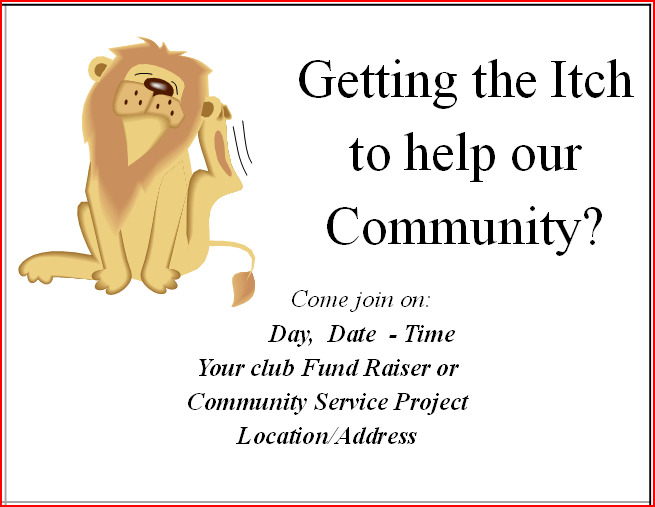 Getting the Itch
to help our
Community?
Come join on:
Day,  Date  - Time
Your club Fund Raiser or
Community Service Project
Location/Address